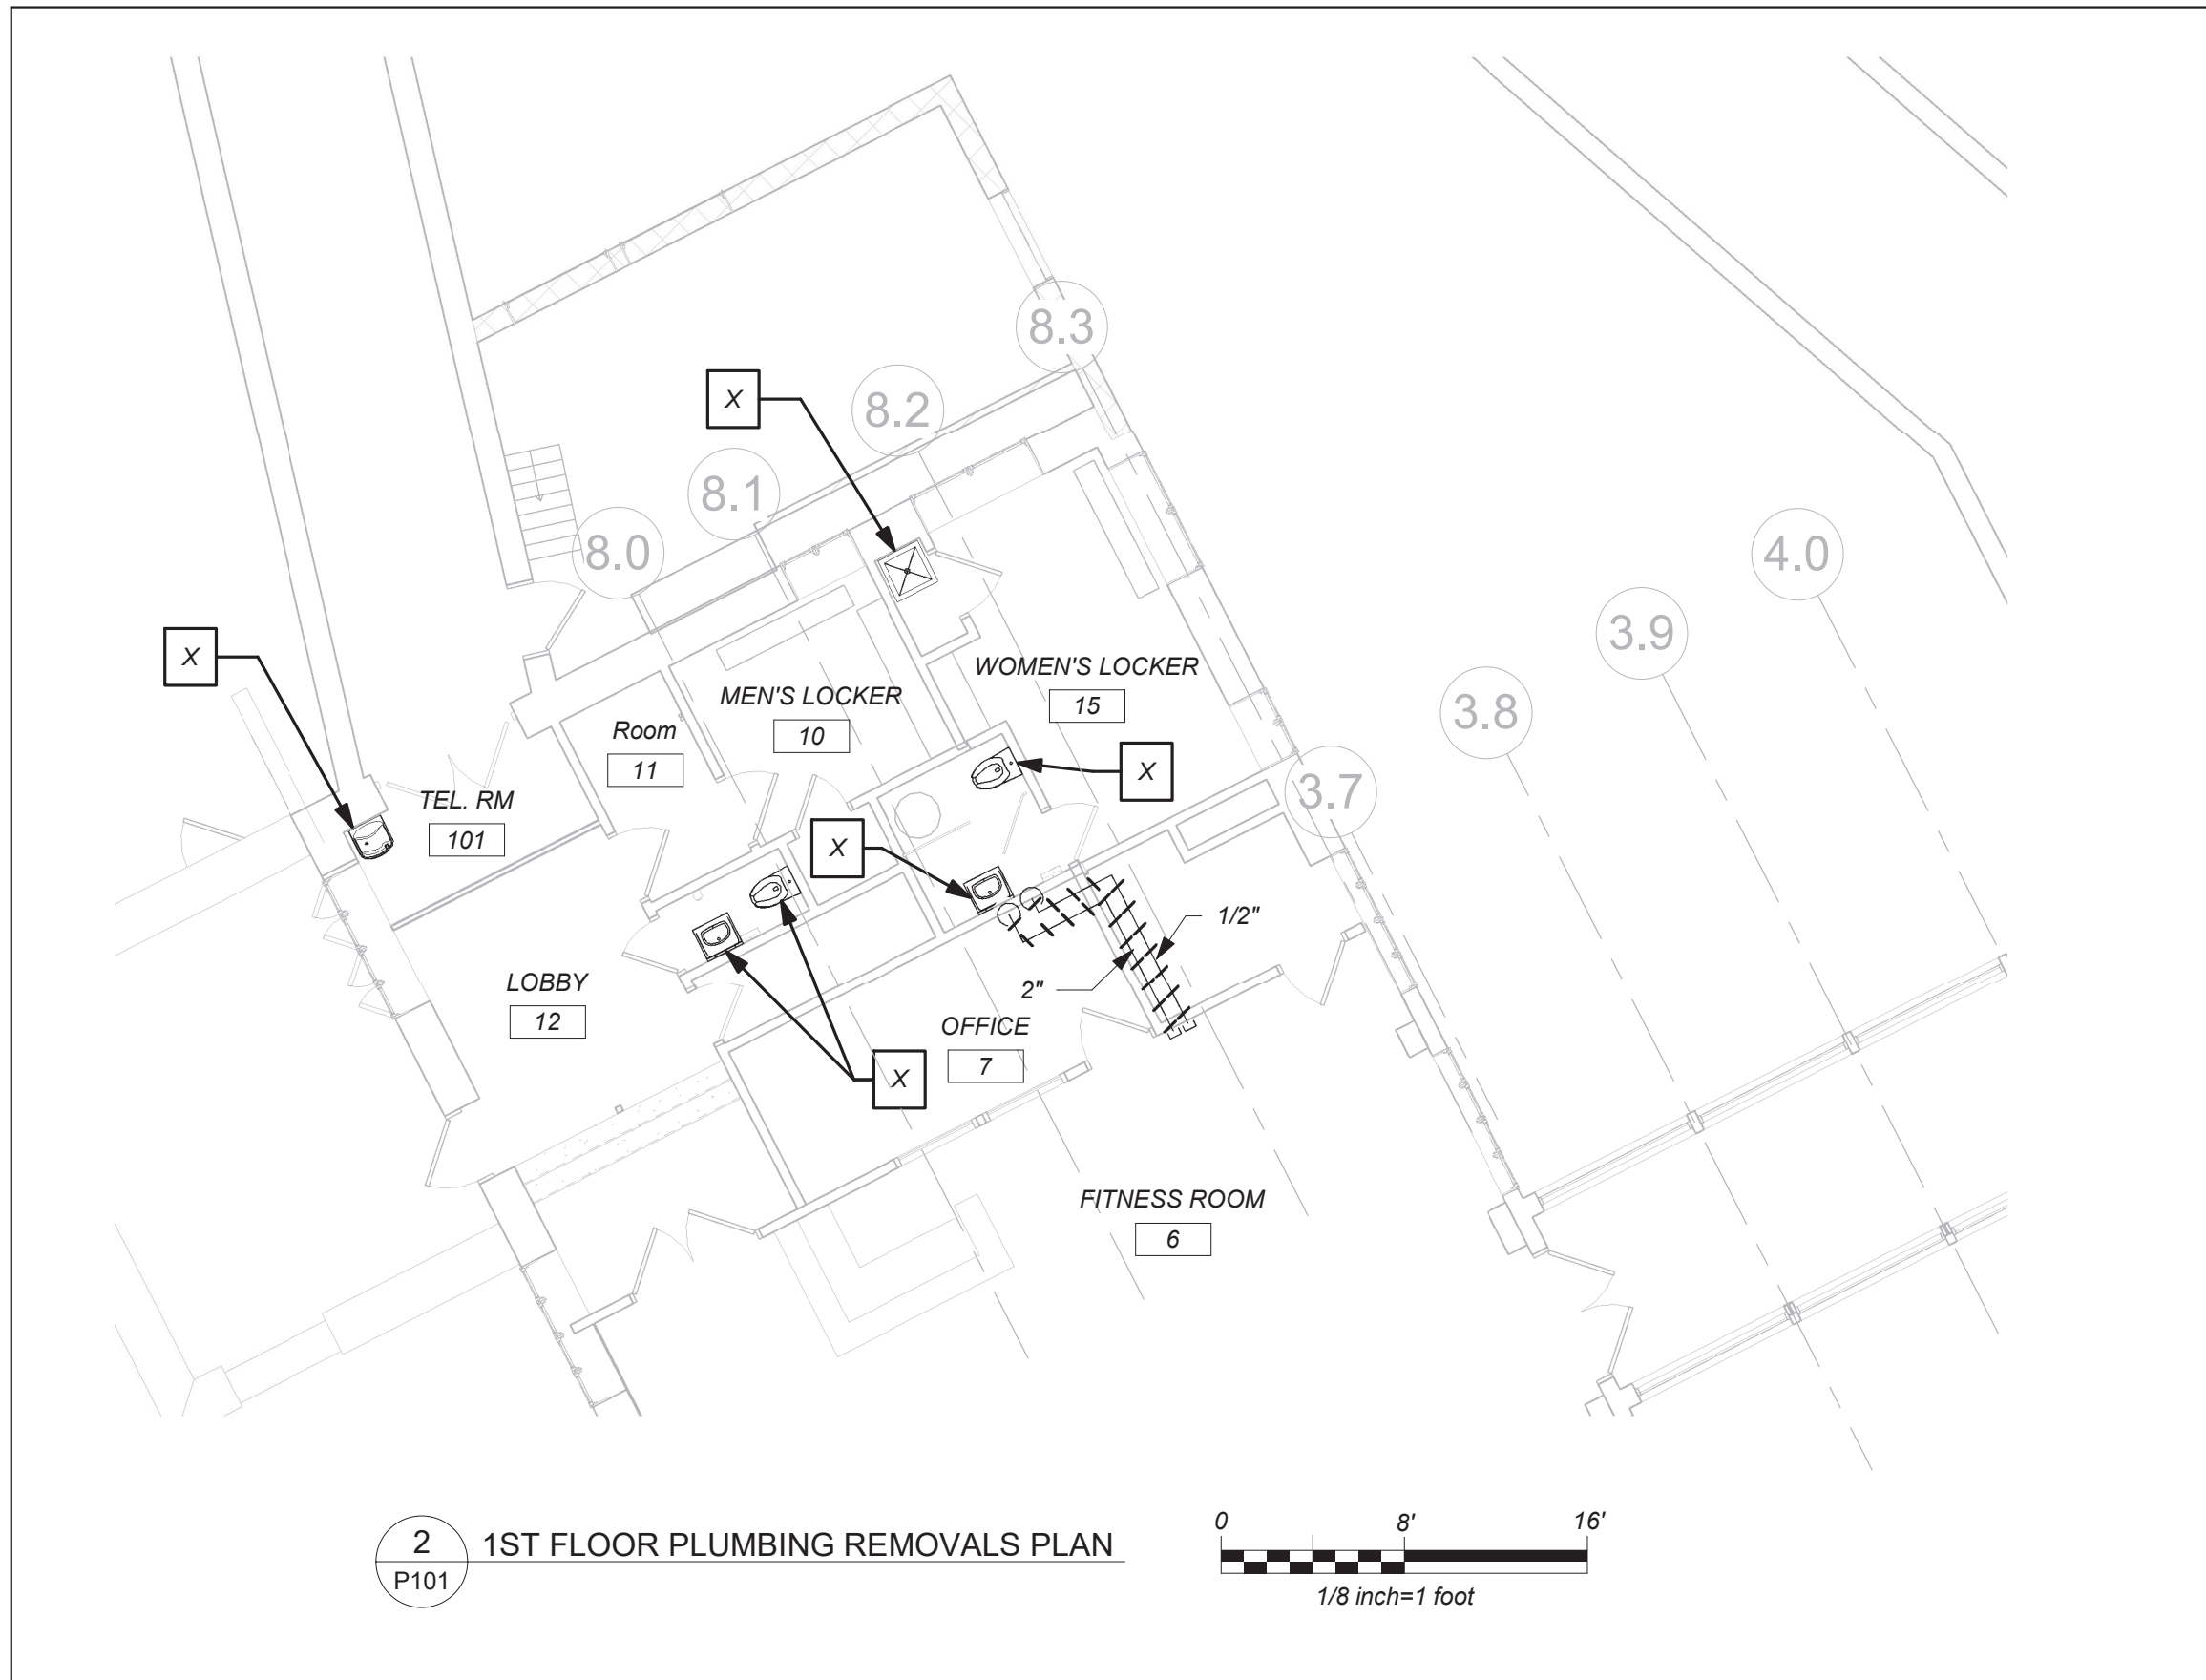 8.3
X
8.2
8.1
8.0
4.0
3.9
X
WOMEN'S LOCKER
15
MEN'S LOCKER
10
3.8
Room
11
X
3.7
TEL. RM
101
X
1/2"
2"
LOBBY
12
OFFICE
7
X
FITNESS ROOM
6
2
P101
1ST FLOOR PLUMBING REMOVALS PLAN
0 8' 16'
1/8 inch=1 foot